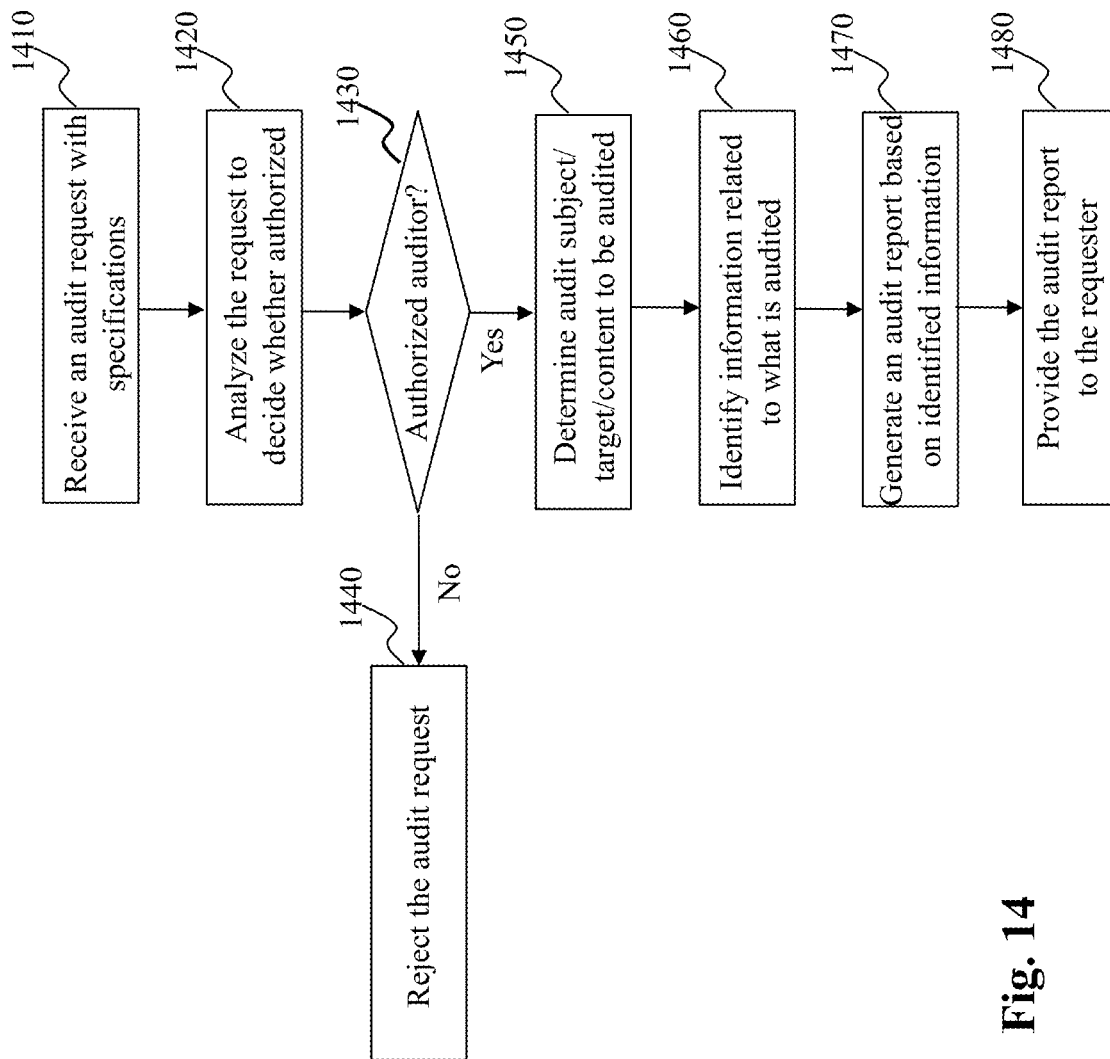 1410
Receive an audit request with
specifications
1420
Analyze the request to
decide whether authorized
1430
Authorized auditor?
No
1440
Reject the audit request
Yes
1450
Determine audit subject/
target/content to be audited
1460
Identify information related
to what is audited
1470
Generate an audit report based
on identified information
1480
Provide the audit report
to the requester
Fig. 14